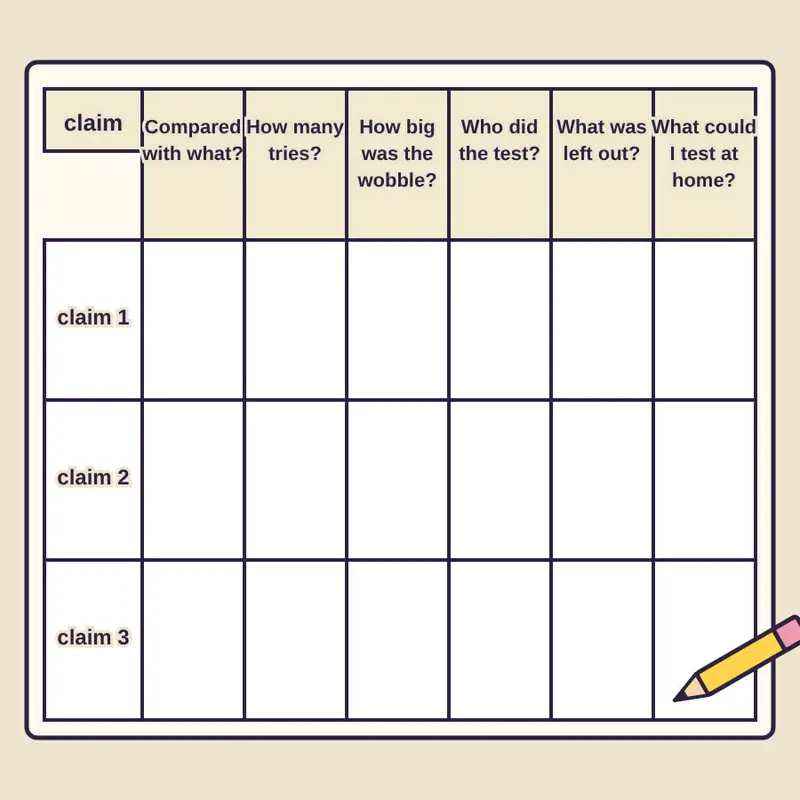 claim
Compared
with what?
How many
tries?
How big
was the
wobble?
Who did
the test?
What was
left out?
What could
I test at
home?
claim 1
claim 2
claim 3